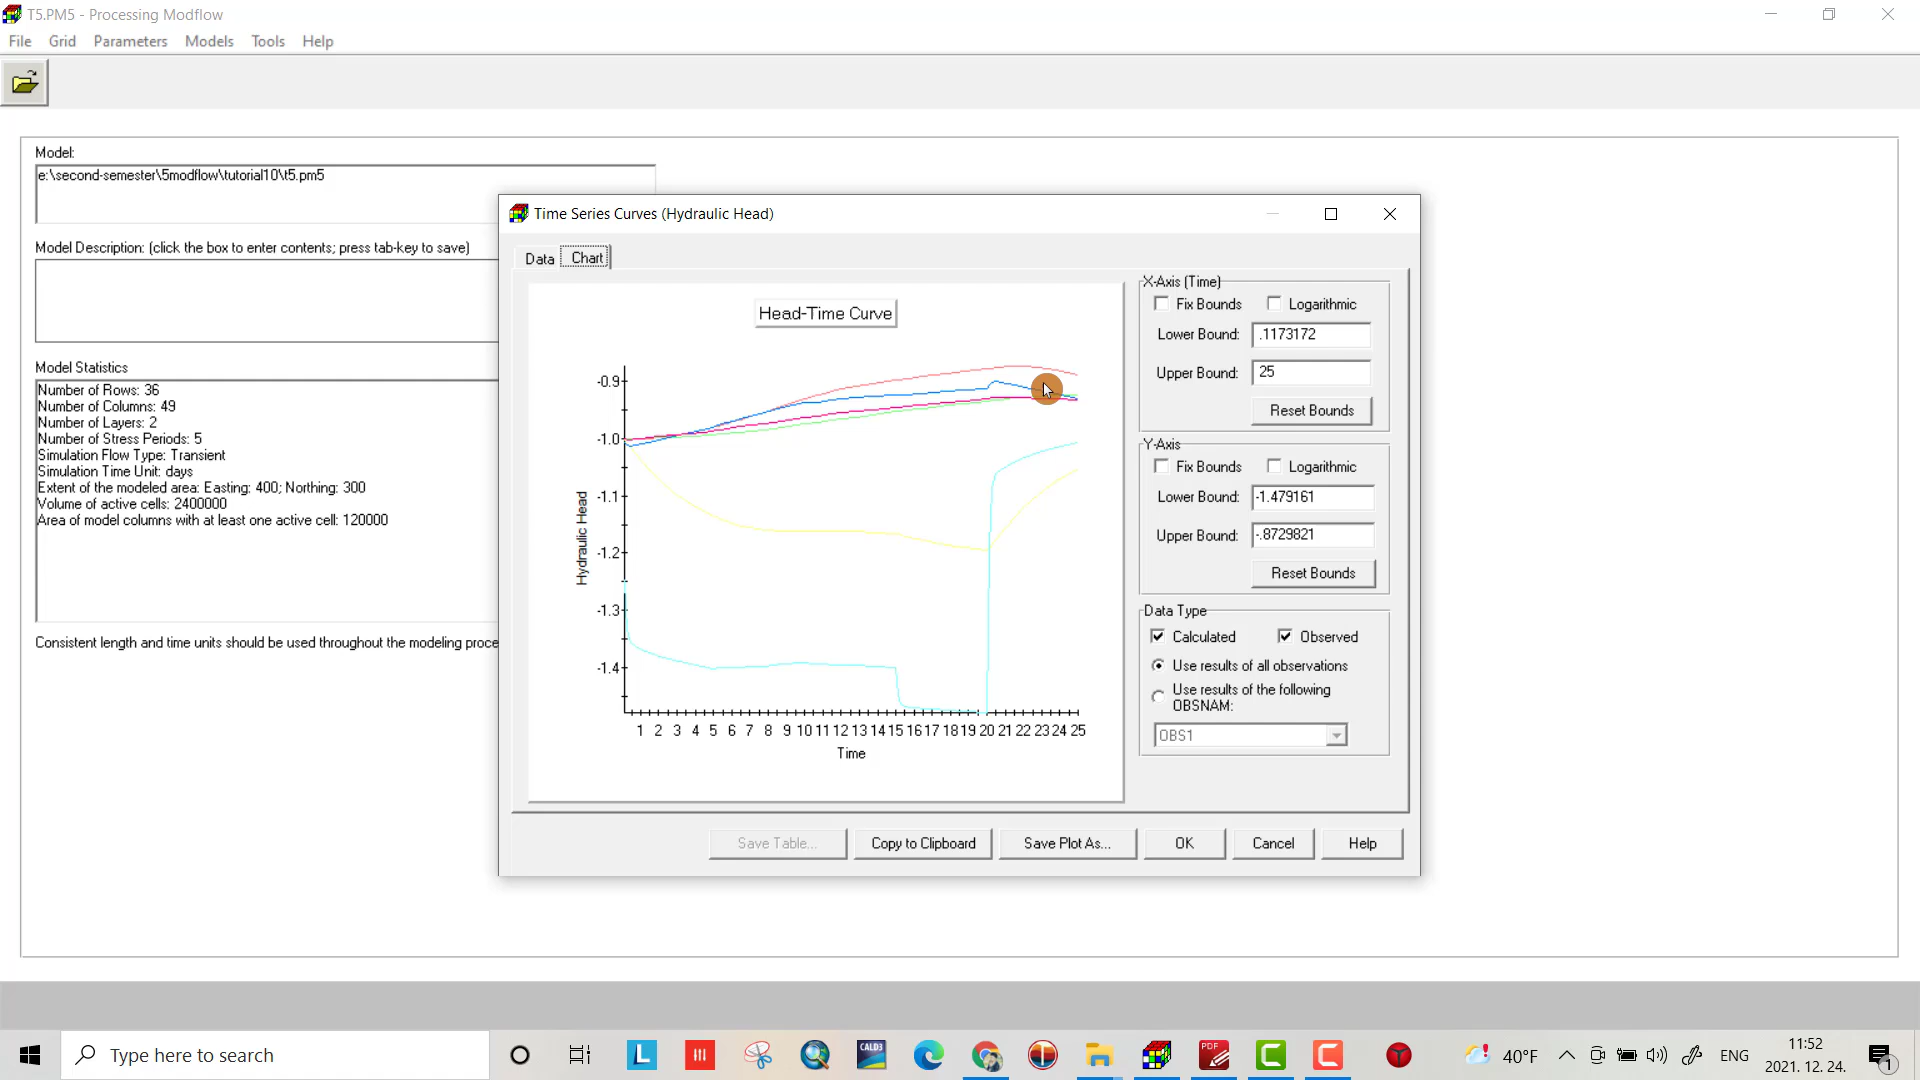 T5.PM5 - Processing Modflow
File Grid Parameters Models Tools Help
Model:
e:\second-semester\5modflow\tutorial10\t5.pm5
Model Description: (click the box to enter contents; press tab-key to save)
Model Statistics
Number of Rows: 36
Number of Columns: 49
Number of Layers: 2
Number of Stress Periods: 5
Simulation Flow Type: Transient
Simulation Time Unit: days
Extent of the modeled area: Easting: 400; Northing: 300
Volume of active cells: 2400000
Area of model columns with at least one active cell: 120000
Consistent length and time units should be used throughout the modeling proce
Time Series Curves (Hydraulic Head)
Data Chart
Head-Time Curve
Hydraulic Head
-0.9
-1.0
-1.1
-1.2
-1.3
-1.4
1 2 3 4 5 6 7 8 9 10 11 12 13 14 15 16 17 18 19 20 21 22 23 24 25
Time
X-Axis (Time)
Fix Bounds Logarithmic
Lower Bound: .1173172
Upper Bound: 25
Reset Bounds
Y-Axis
Fix Bounds Logarithmic
Lower Bound: -1.479161
Upper Bound: -.8729821
Reset Bounds
Data Type
Calculated Observed
Use results of all observations
Use results of the following
OBSNAM:
OBS1
Save Table... Copy to Clipboard Save Plot As... OK Cancel Help
Type here to search
L
CALD3
PDF
C
C
40°F
ENG
11:52
2021. 12. 24.
1